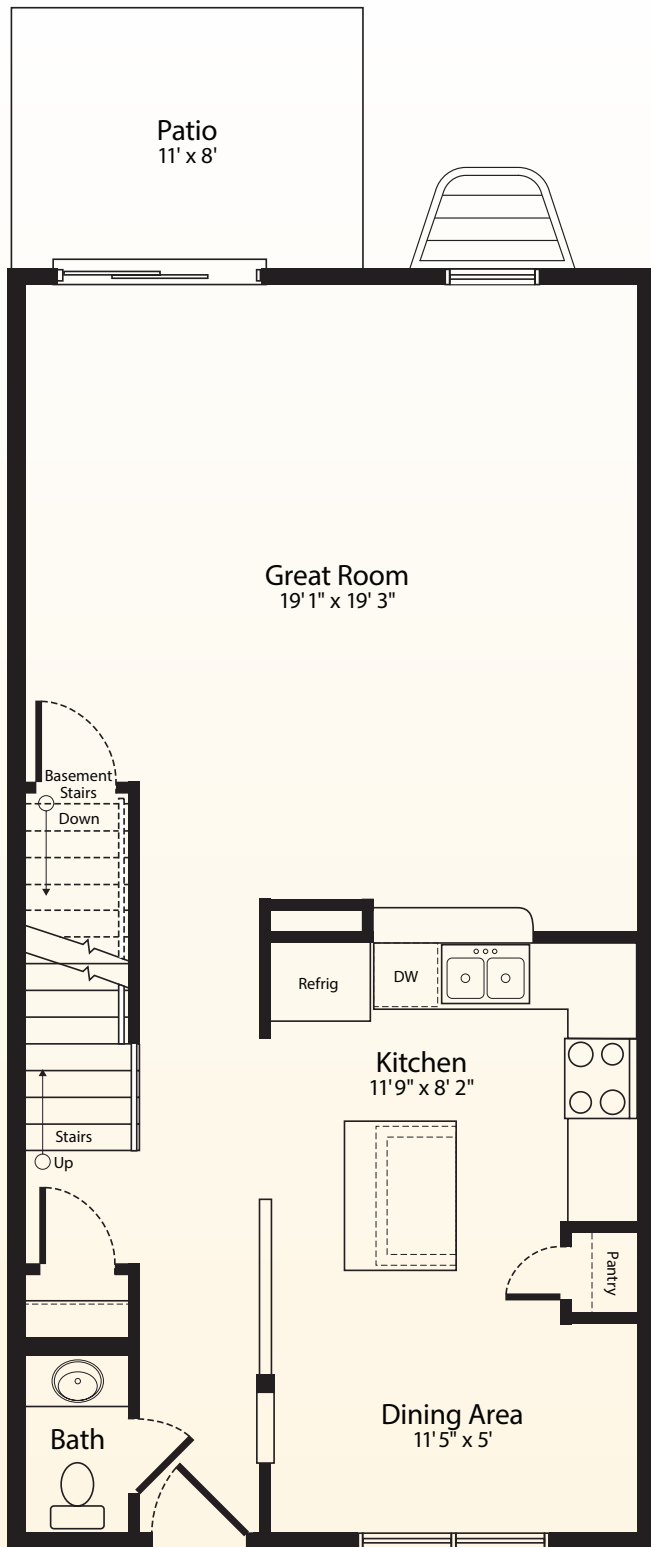 Patio
11' x 8'
Great Room
19' 1" x 19' 3"
Basement
Stairs
Down
Refrig
DW
Kitchen
11'9" x 8' 2"
Stairs
Up
Pantry
Dining Area
11' 5" x 5'
Bath